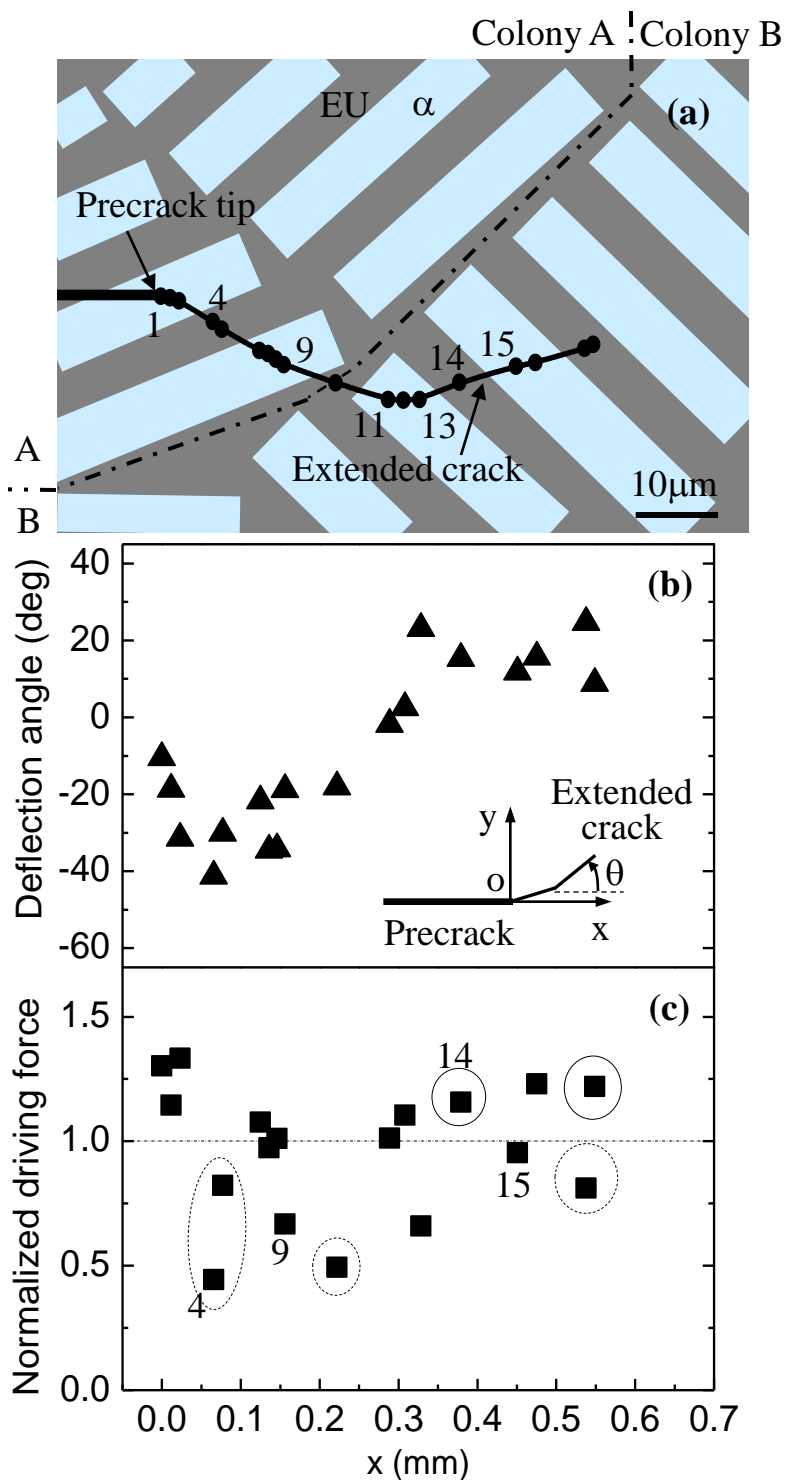 Colony A Colony B
EU α (a)
Precrack tip
1 4 9 11 13 14 15
Extended crack
A
B
10μm
(b)
Deflection angle (deg)
40
20
0
-20
-40
-60
y
Extended
crack
o θ
Precrack x
(c)
Normalized driving force
1.5
1.0
0.5
0.0
14
15
9
4
0.0 0.1 0.2 0.3 0.4 0.5 0.6 0.7
x (mm)